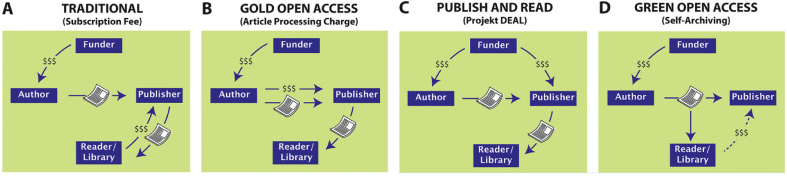 A TRADITIONAL
(Subscription Fee)
Funder
$$$
Author
Publisher
$$$
Reader/
Library
B GOLD OPEN ACCESS
(Article Processing Charge)
Funder
$$$
$$$
Author
Publisher
Reader/
Library
C PUBLISH AND READ
(Projekt DEAL)
Funder
$$$
$$$
Author
Publisher
Reader/
Library
D GREEN OPEN ACCESS
(Self-Archiving)
Funder
$$$
Author
Publisher
$$$
Reader/
Library